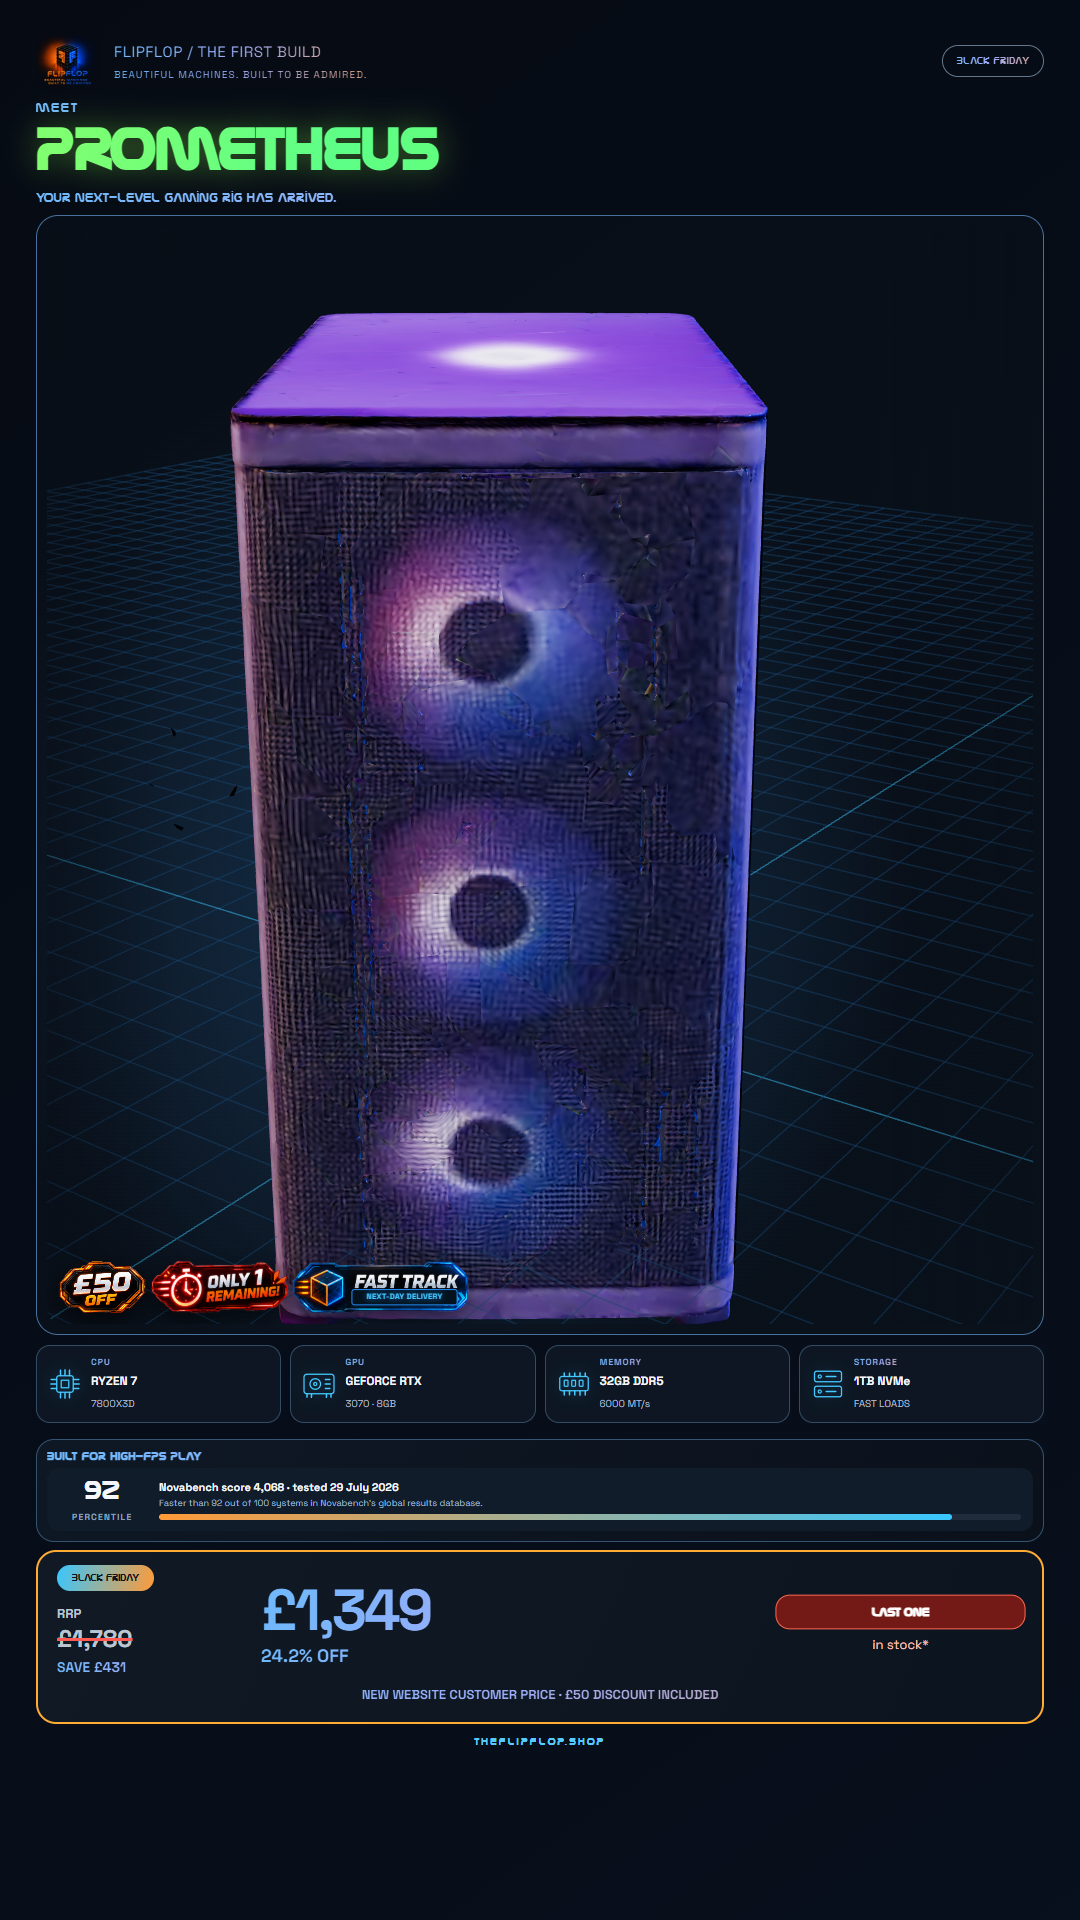 FLIPFLOP
FLIPFLOP / THE FIRST BUILD
BEAUTIFUL MACHINES. BUILT TO BE ADMIRED.
BLACK FRIDAY
MEET
PROMETHEUS
YOUR NEXT-LEVEL GAMING RIG HAS ARRIVED.
£50
OFF
ONLY 1
REMAINING!
FAST TRACK
NEXT-DAY DELIVERY
CPU
RYZEN 7
7800X3D
GPU
GEFORCE RTX
3070 · 8GB
MEMORY
32GB DDR5
6000 MT/s
STORAGE
1TB NVMe
FAST LOADS
BUILT FOR HIGH-FPS PLAY
92
PERCENTILE
Novabench score 4,068 · tested 29 July 2026
Faster than 92 out of 100 systems in Novabench's global results database.
BLACK FRIDAY
RRP
£1,780
SAVE £431
£1,349
24.2% OFF
LAST ONE
in stock*
NEW WEBSITE CUSTOMER PRICE · £50 DISCOUNT INCLUDED
THEFLIPFLOP.SHOP